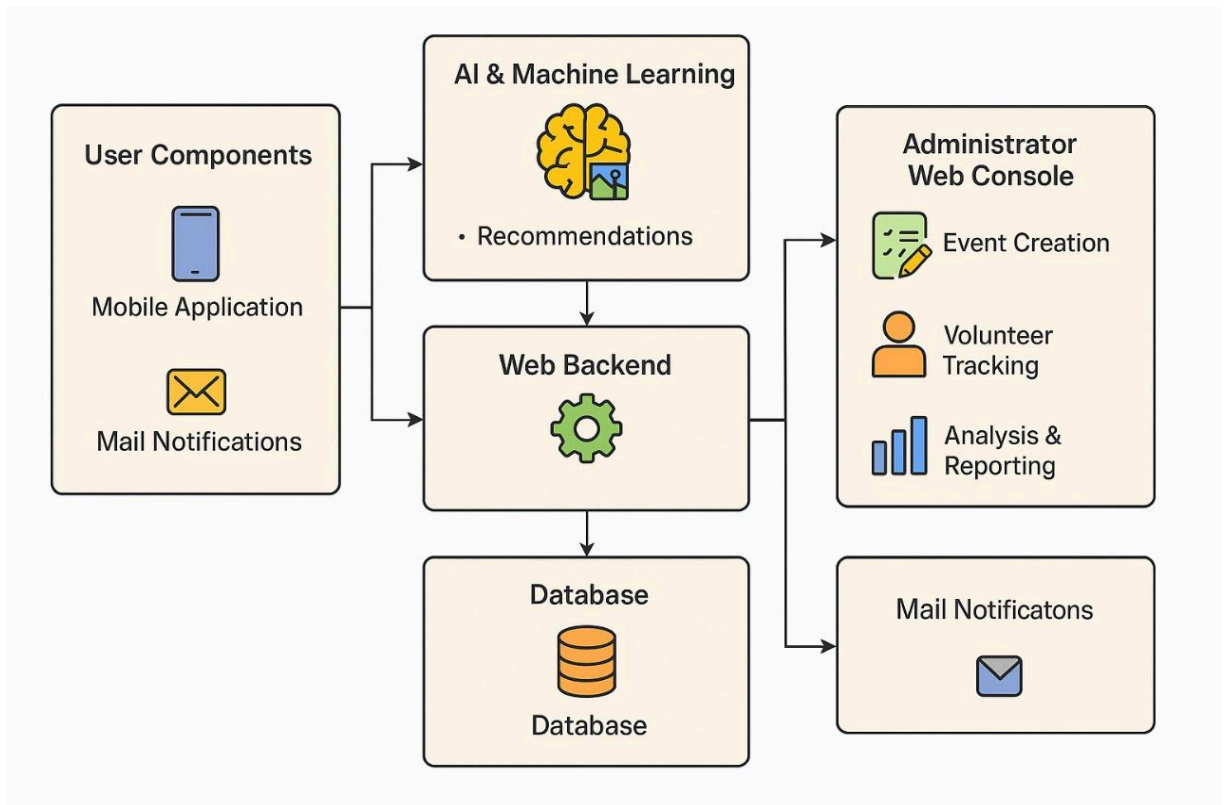 User Components
Mobile Application
Mail Notifications
AI & Machine Learning
• Recommendations
Web Backend
Database
Database
Administrator
Web Console
Event Creation
Volunteer
Tracking
Analysis &
Reporting
Mail Notificatons